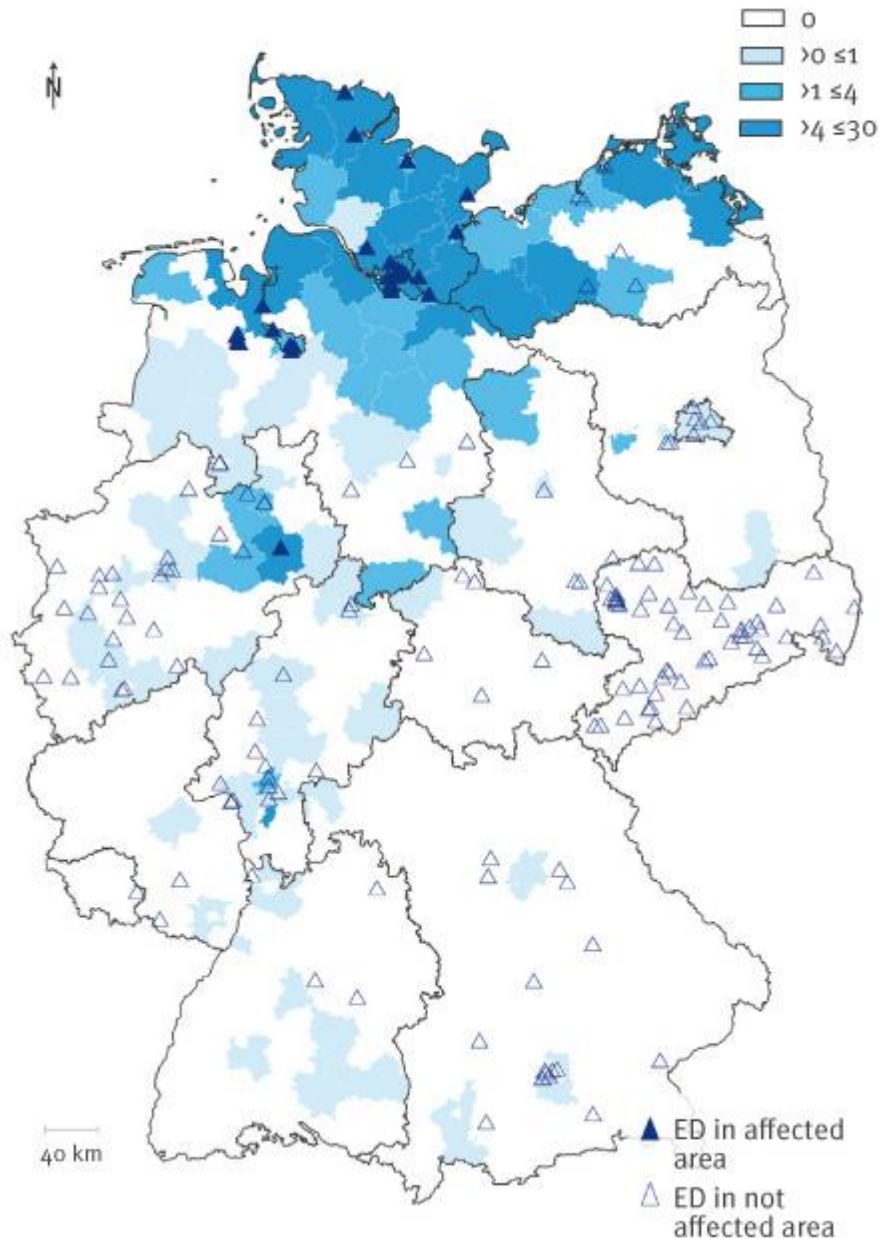 0
>0 ≤1
>1 ≤4
>4 ≤30
N
40 km
ED in affected
area
ED in not
affected area